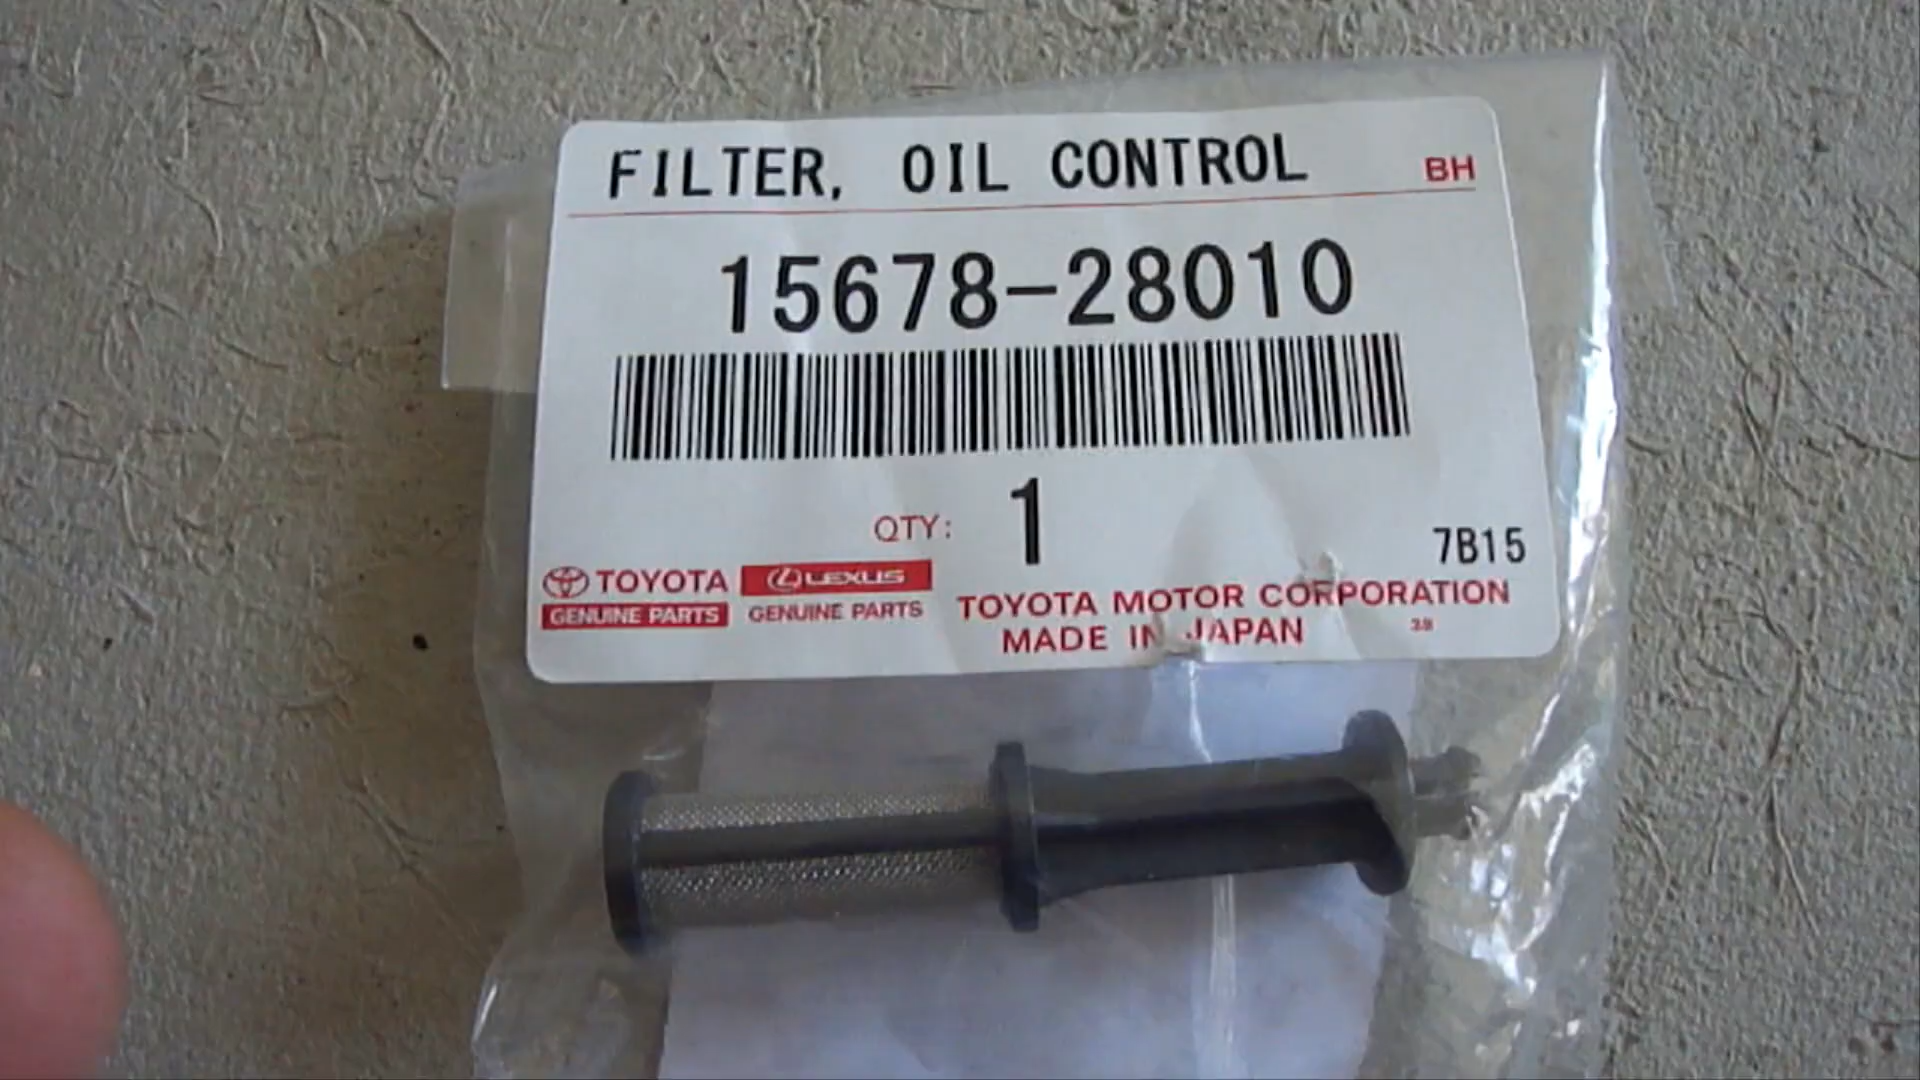 FILTER, OIL CONTROL BH
15678-28010
QTY: 1
7B15
TOYOTA LEXUS
GENUINE PARTS GENUINE PARTS
TOYOTA MOTOR CORPORATION
MADE IN JAPAN